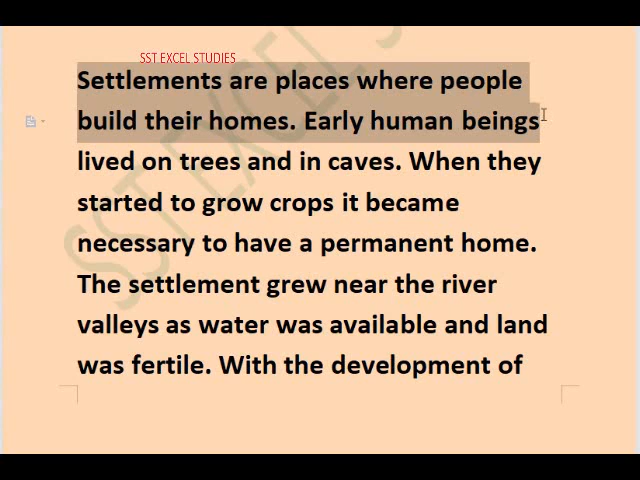 SST EXCEL STUDIES
Settlements are places where people
build their homes. Early human beings
lived on trees and in caves. When they
started to grow crops it became
necessary to have a permanent home.
The settlement grew near the river
valleys as water was available and land
was fertile. With the development of
SST EXCEL S